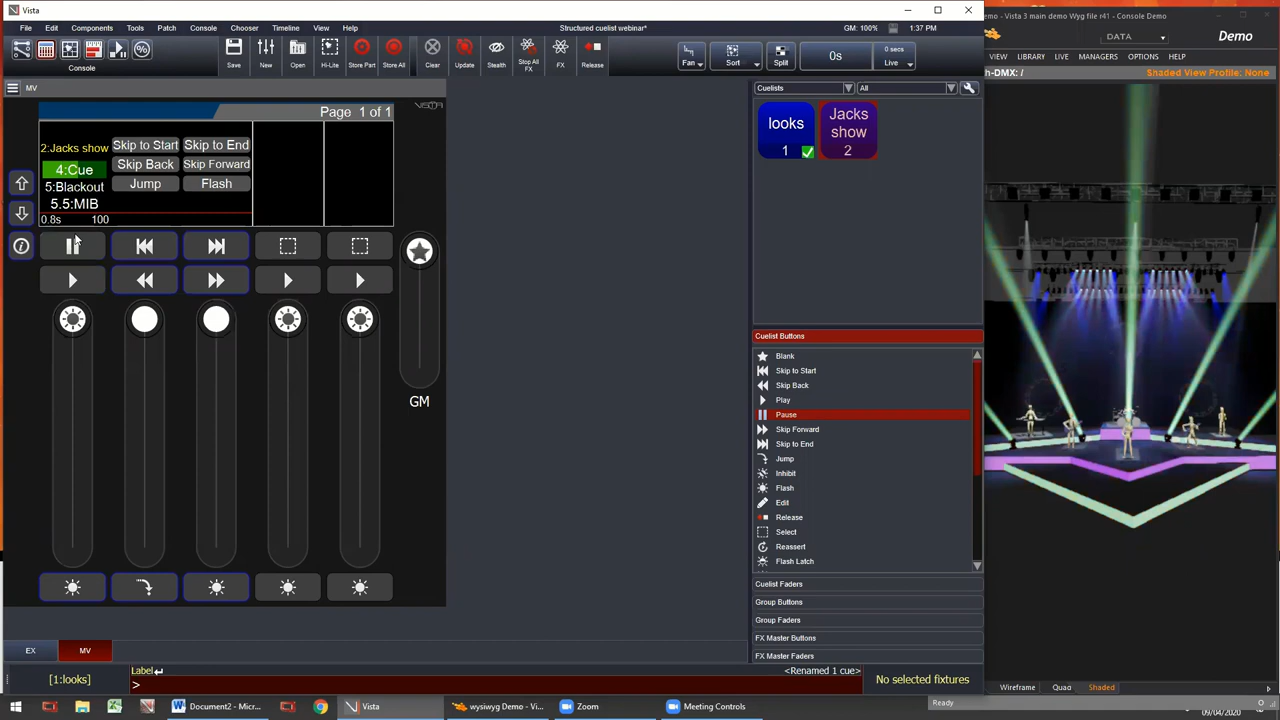 Vista
File Edit Components Tools Patch Console Chooser Timeline View Help
Structured cuelist webinar*
GM: 100%
1:37 PM
Console
Save New Open Hi-Lite Store Part Store All Clear Update Stealth Stop All FX FX Release
Fan Sort Split 0s 0 secs Live
MV
Page 1 of 1
VISTA
2:Jacks show
4:Cue
5:Blackout
5.5:MIB
0.8s 100
Skip to Start Skip to End
Skip Back Skip Forward
Jump Flash
GM
Cuelists All
looks
1
Jacks
show
2
Cuelist Buttons
Blank
Skip to Start
Skip Back
Play
Pause
Skip Forward
Skip to End
Jump
Inhibit
Flash
Edit
Release
Select
Reassert
Flash Latch
Cuelist Faders
Group Buttons
Group Faders
FX Master Buttons
FX Master Faders
EX MV
Label
<Renamed 1 cue>
[1:looks]
>
No selected fixtures
emo - Vista 3 main demo Wyg file r41 - Console Demo
DATA
Demo
VIEW LIBRARY LIVE MANAGERS OPTIONS HELP
h-DMX: /
Shaded View Profile; None
Wireframe Quad Shaded
Ready
Document2 - Micr...
Vista
wysiwyg Demo - Vi...
Zoom
Meeting Controls
09/04/2020